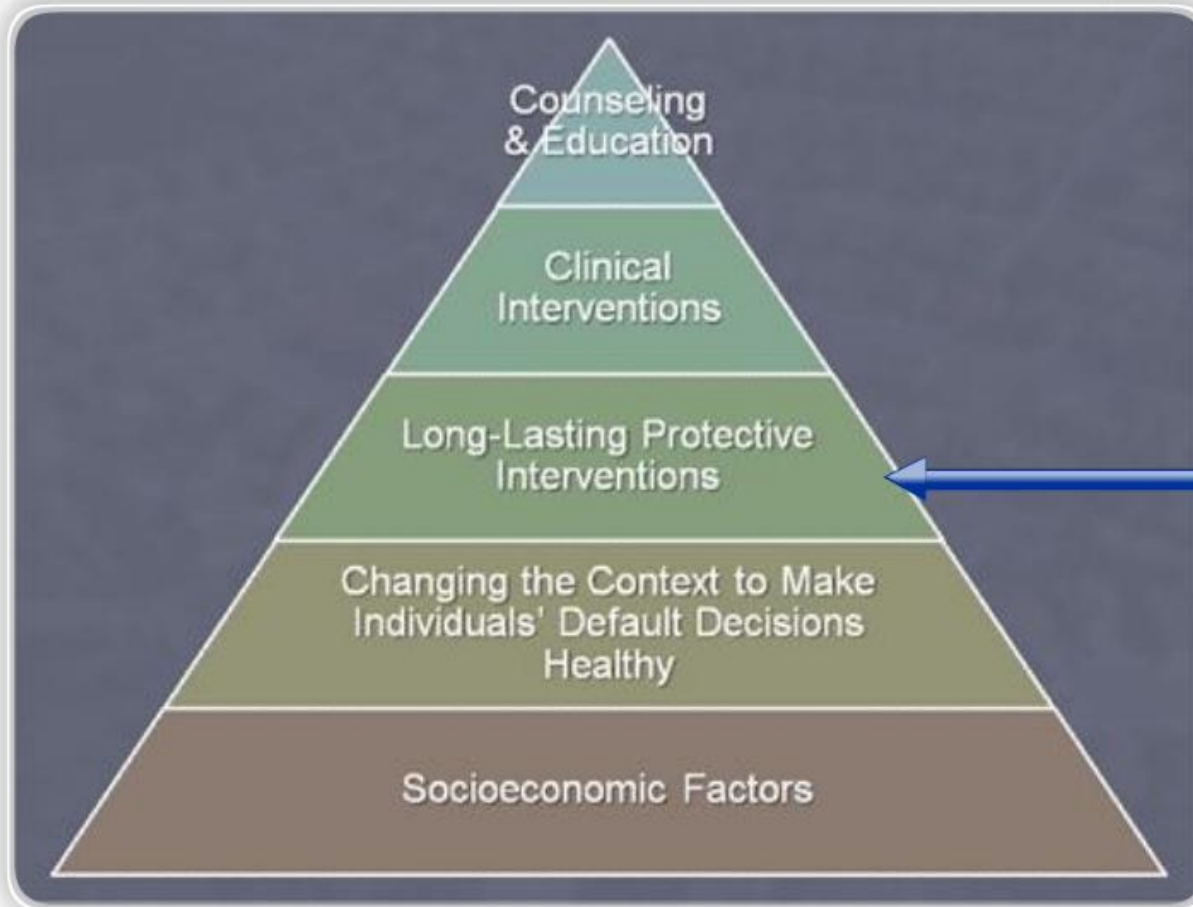 Counseling
& Education
Clinical
Interventions
Long-Lasting Protective
Interventions
Changing the Context to Make
Individuals' Default Decisions
Healthy
Socioeconomic Factors